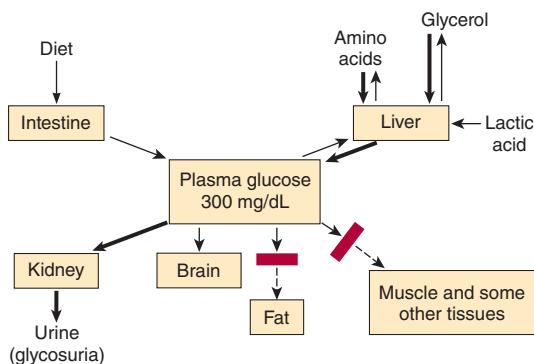 Glycerol
Amino
acids
Diet
Intestine
Liver
Lactic
acid
Plasma glucose
300 mg/dL
Kidney
Brain
Fat
Muscle and some
other tissues
Urine
(glycosuria)